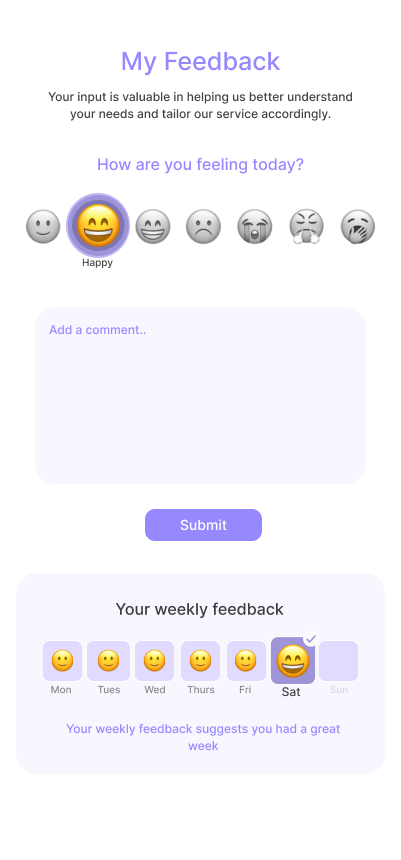 My Feedback
Your input is valuable in helping us better understand
your needs and tailor our service accordingly.
How are you feeling today?
Happy
Add a comment..
Submit
Your weekly feedback
Mon Tues Wed Thurs Fri Sat Sun
Your weekly feedback suggests you had a great
week